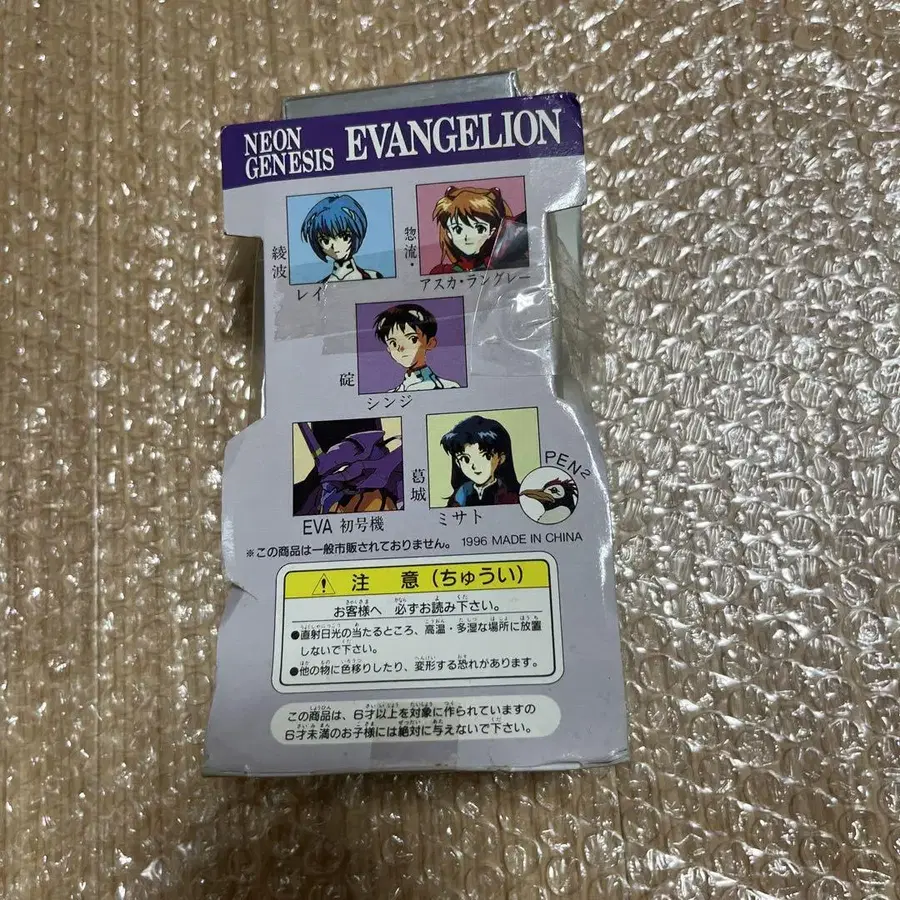 NEON GENESIS EVANGELION
綾波レイ
惣流・アスカ・ラングレー
碇シンジ
EVA 初号機
葛城ミサト
PEN²
※この商品は一般市販されておりません。 1996 MADE IN CHINA
注 意(ちゅうい)
お客様へ 必ずお読み下さい。
●直射日光の当たるところ、高温・多湿な場所に放置
しないで下さい。
●他の物に色移りしたり、変形する恐れがあります。
この商品は、6才以上を対象に作られていますの
6才未満のお子様には絶対に与えないで下さい。